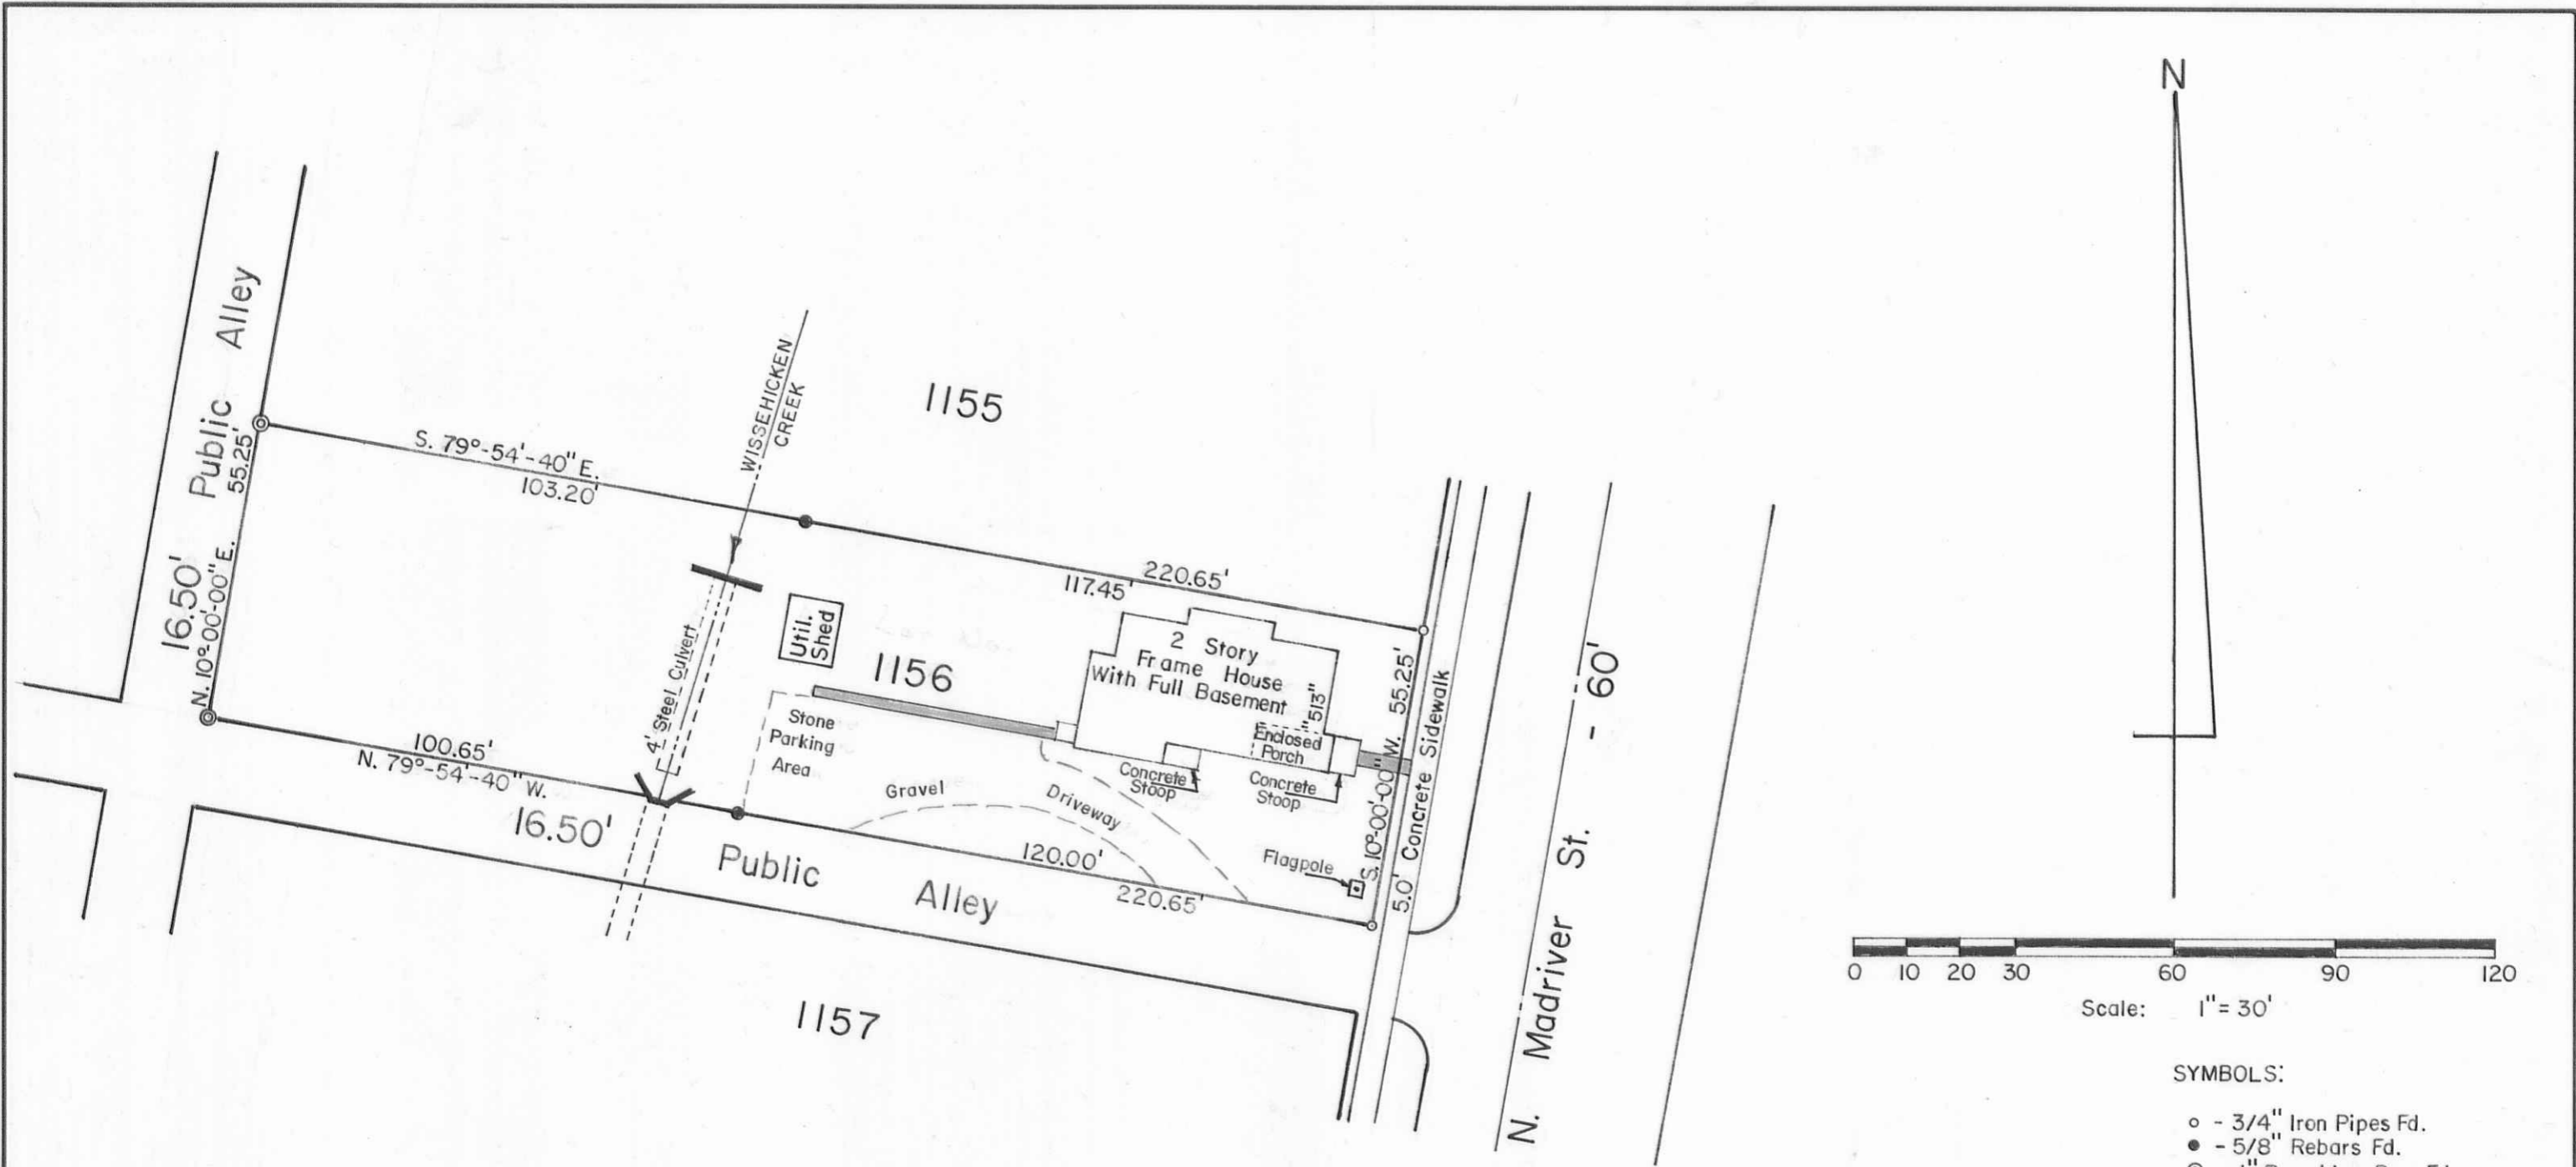 N
Public Alley
16.50'
N. 10°-00'-00" E.
55.25'
S. 79°-54'-40" E.
103.20'
WISSEHICKEN
CREEK
1155
220.65'
117.45'
4' Steel Culvert
Util.
Shed
1156
2 Story
Frame House
With Full Basement
"513"
Enclosed
Porch
Stone
Parking
Area
Gravel
Driveway
Concrete
Stoop
Concrete
Stoop
Flagpole
S. 10°-00'-00" W.
55.25'
5.0' Concrete Sidewalk
N. Madriver St. - 60'
100.65'
N. 79°-54'-40" W.
16.50'
Public Alley
120.00'
220.65'
1157
0 10 20 30 60 90 120
Scale: 1" = 30'
SYMBOLS:
- 3/4" Iron Pipes Fd.
- 5/8" Rebars Fd.